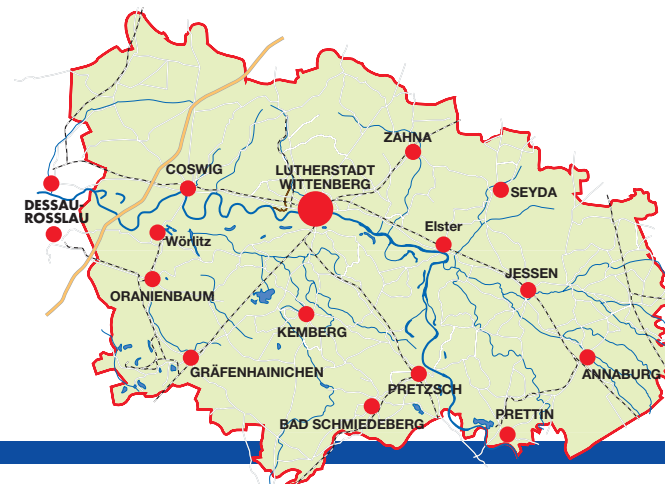 ZAHNA
COSWIG
LUTHERSTADT
WITTENBERG
SEYDA
DESSAU-
ROSSLAU
Elster
Wörlitz
JESSEN
ORANIENBAUM
KEMBERG
GRÄFENHAINICHEN
ANNABURG
PRETZSCH
PRETTIN
BAD SCHMIEDEBERG